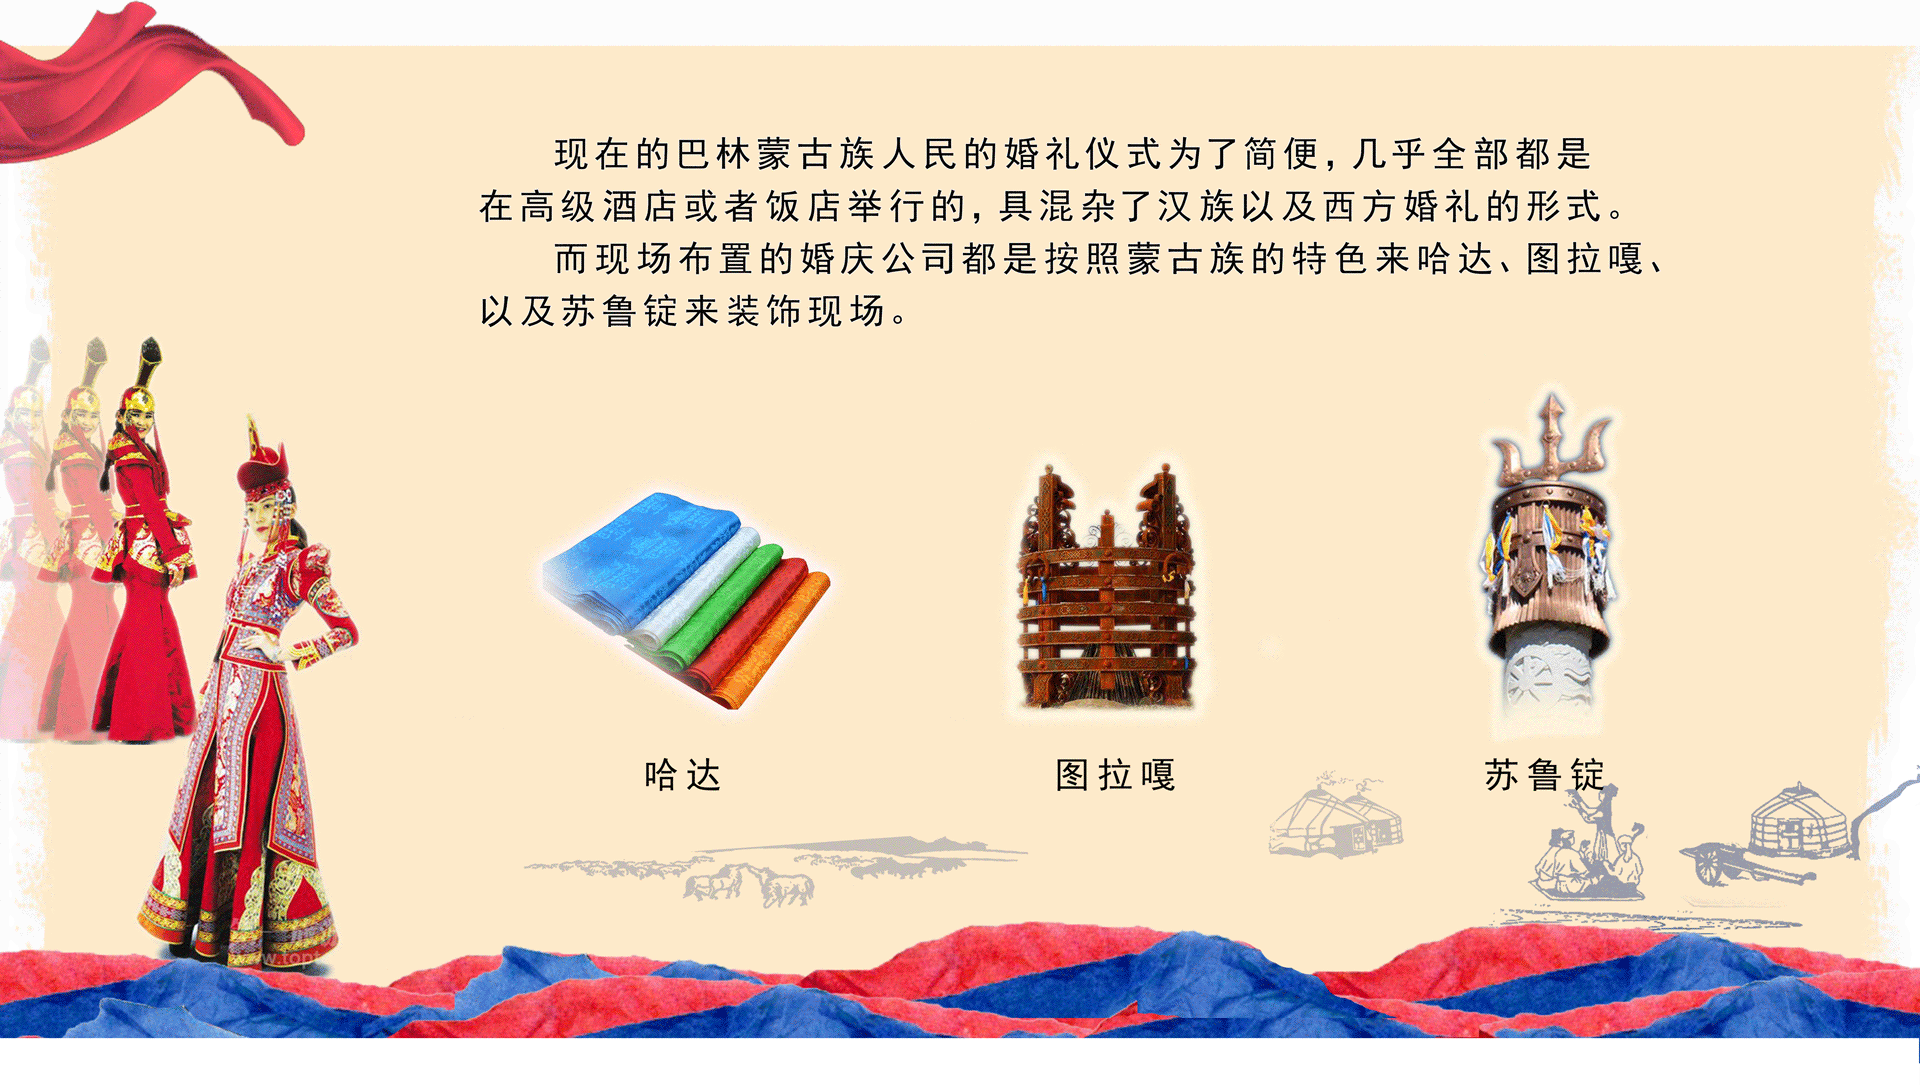 现在的巴林蒙古族人民的婚礼仪式为了简便，几乎全部都是
在高级酒店或者饭店举行的，具混杂了汉族以及西方婚礼的形式。
而现场布置的婚庆公司都是按照蒙古族的特色来哈达、图拉嘎、
以及苏鲁锭来装饰现场。
哈达
图拉嘎
苏鲁锭